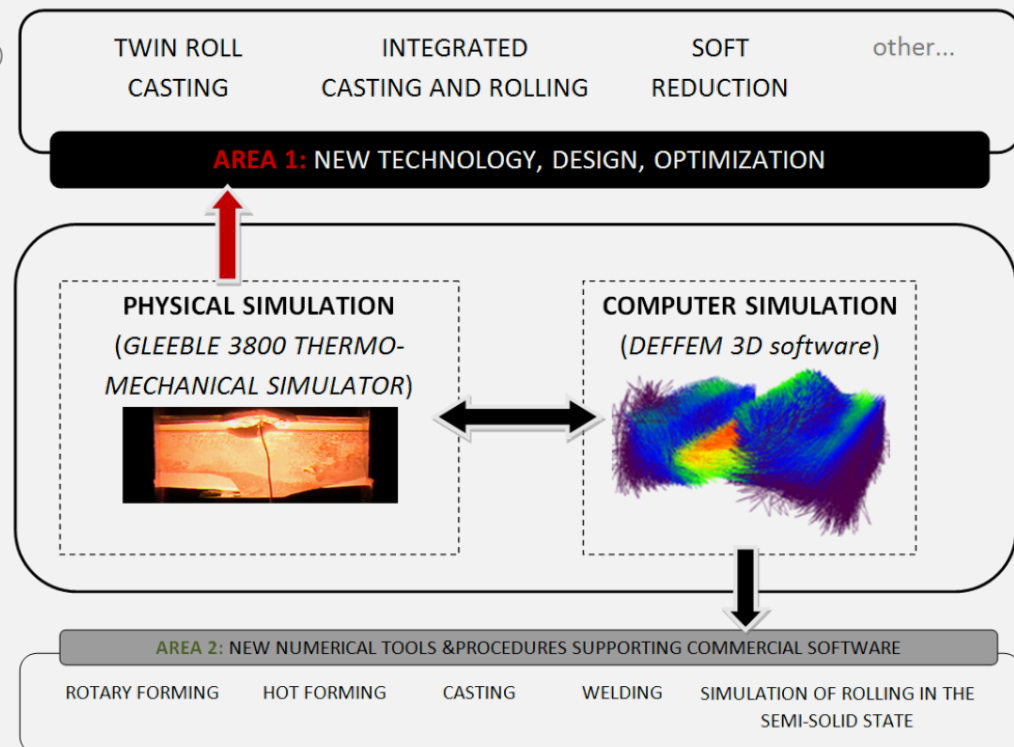 TWIN ROLL INTEGRATED SOFT other...
CASTING CASTING AND ROLLING REDUCTION
AREA 1: NEW TECHNOLOGY, DESIGN, OPTIMIZATION
PHYSICAL SIMULATION
(GLEEBLE 3800 THERMO-
MECHANICAL SIMULATOR)
COMPUTER SIMULATION
(DEFFEM 3D software)
AREA 2: NEW NUMERICAL TOOLS &PROCEDURES SUPPORTING COMMERCIAL SOFTWARE
ROTARY FORMING HOT FORMING CASTING WELDING SIMULATION OF ROLLING IN THE
SEMI-SOLID STATE